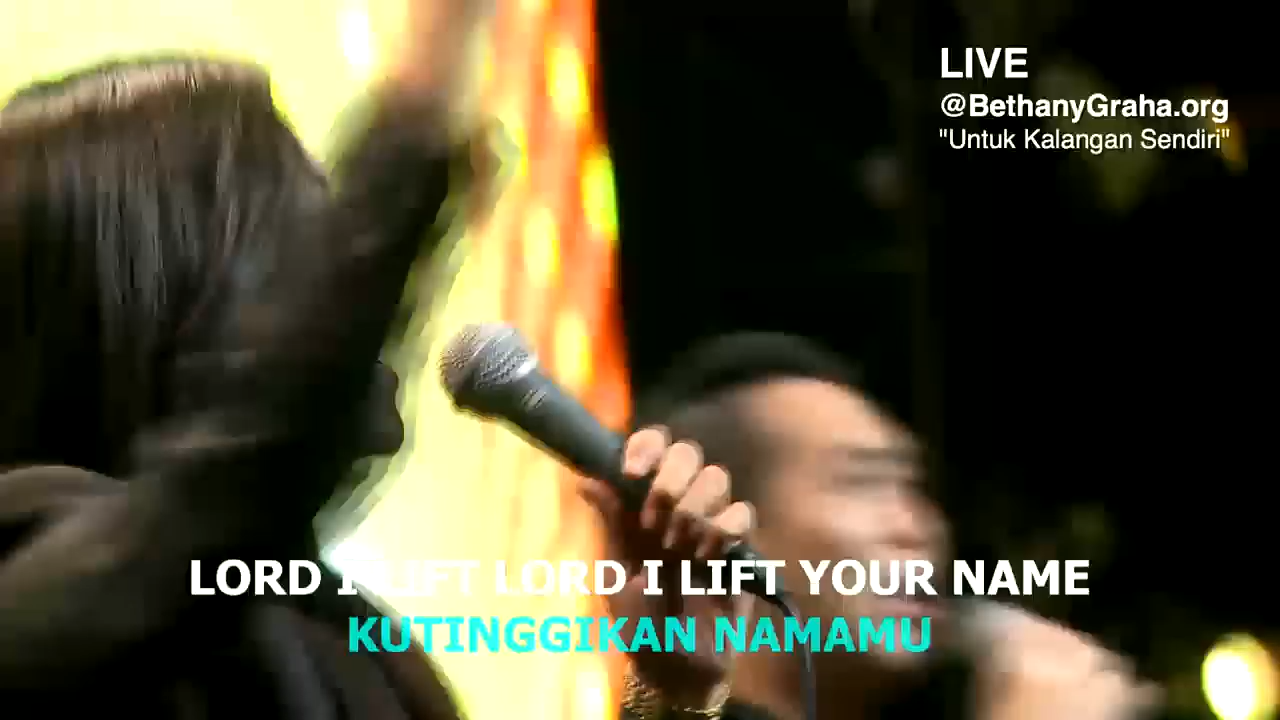 LIVE
@BethanyGraha.org
"Untuk Kalangan Sendiri"
LORD I LIFT LORD I LIFT YOUR NAME
KUTINGGIKAN NAMAMU